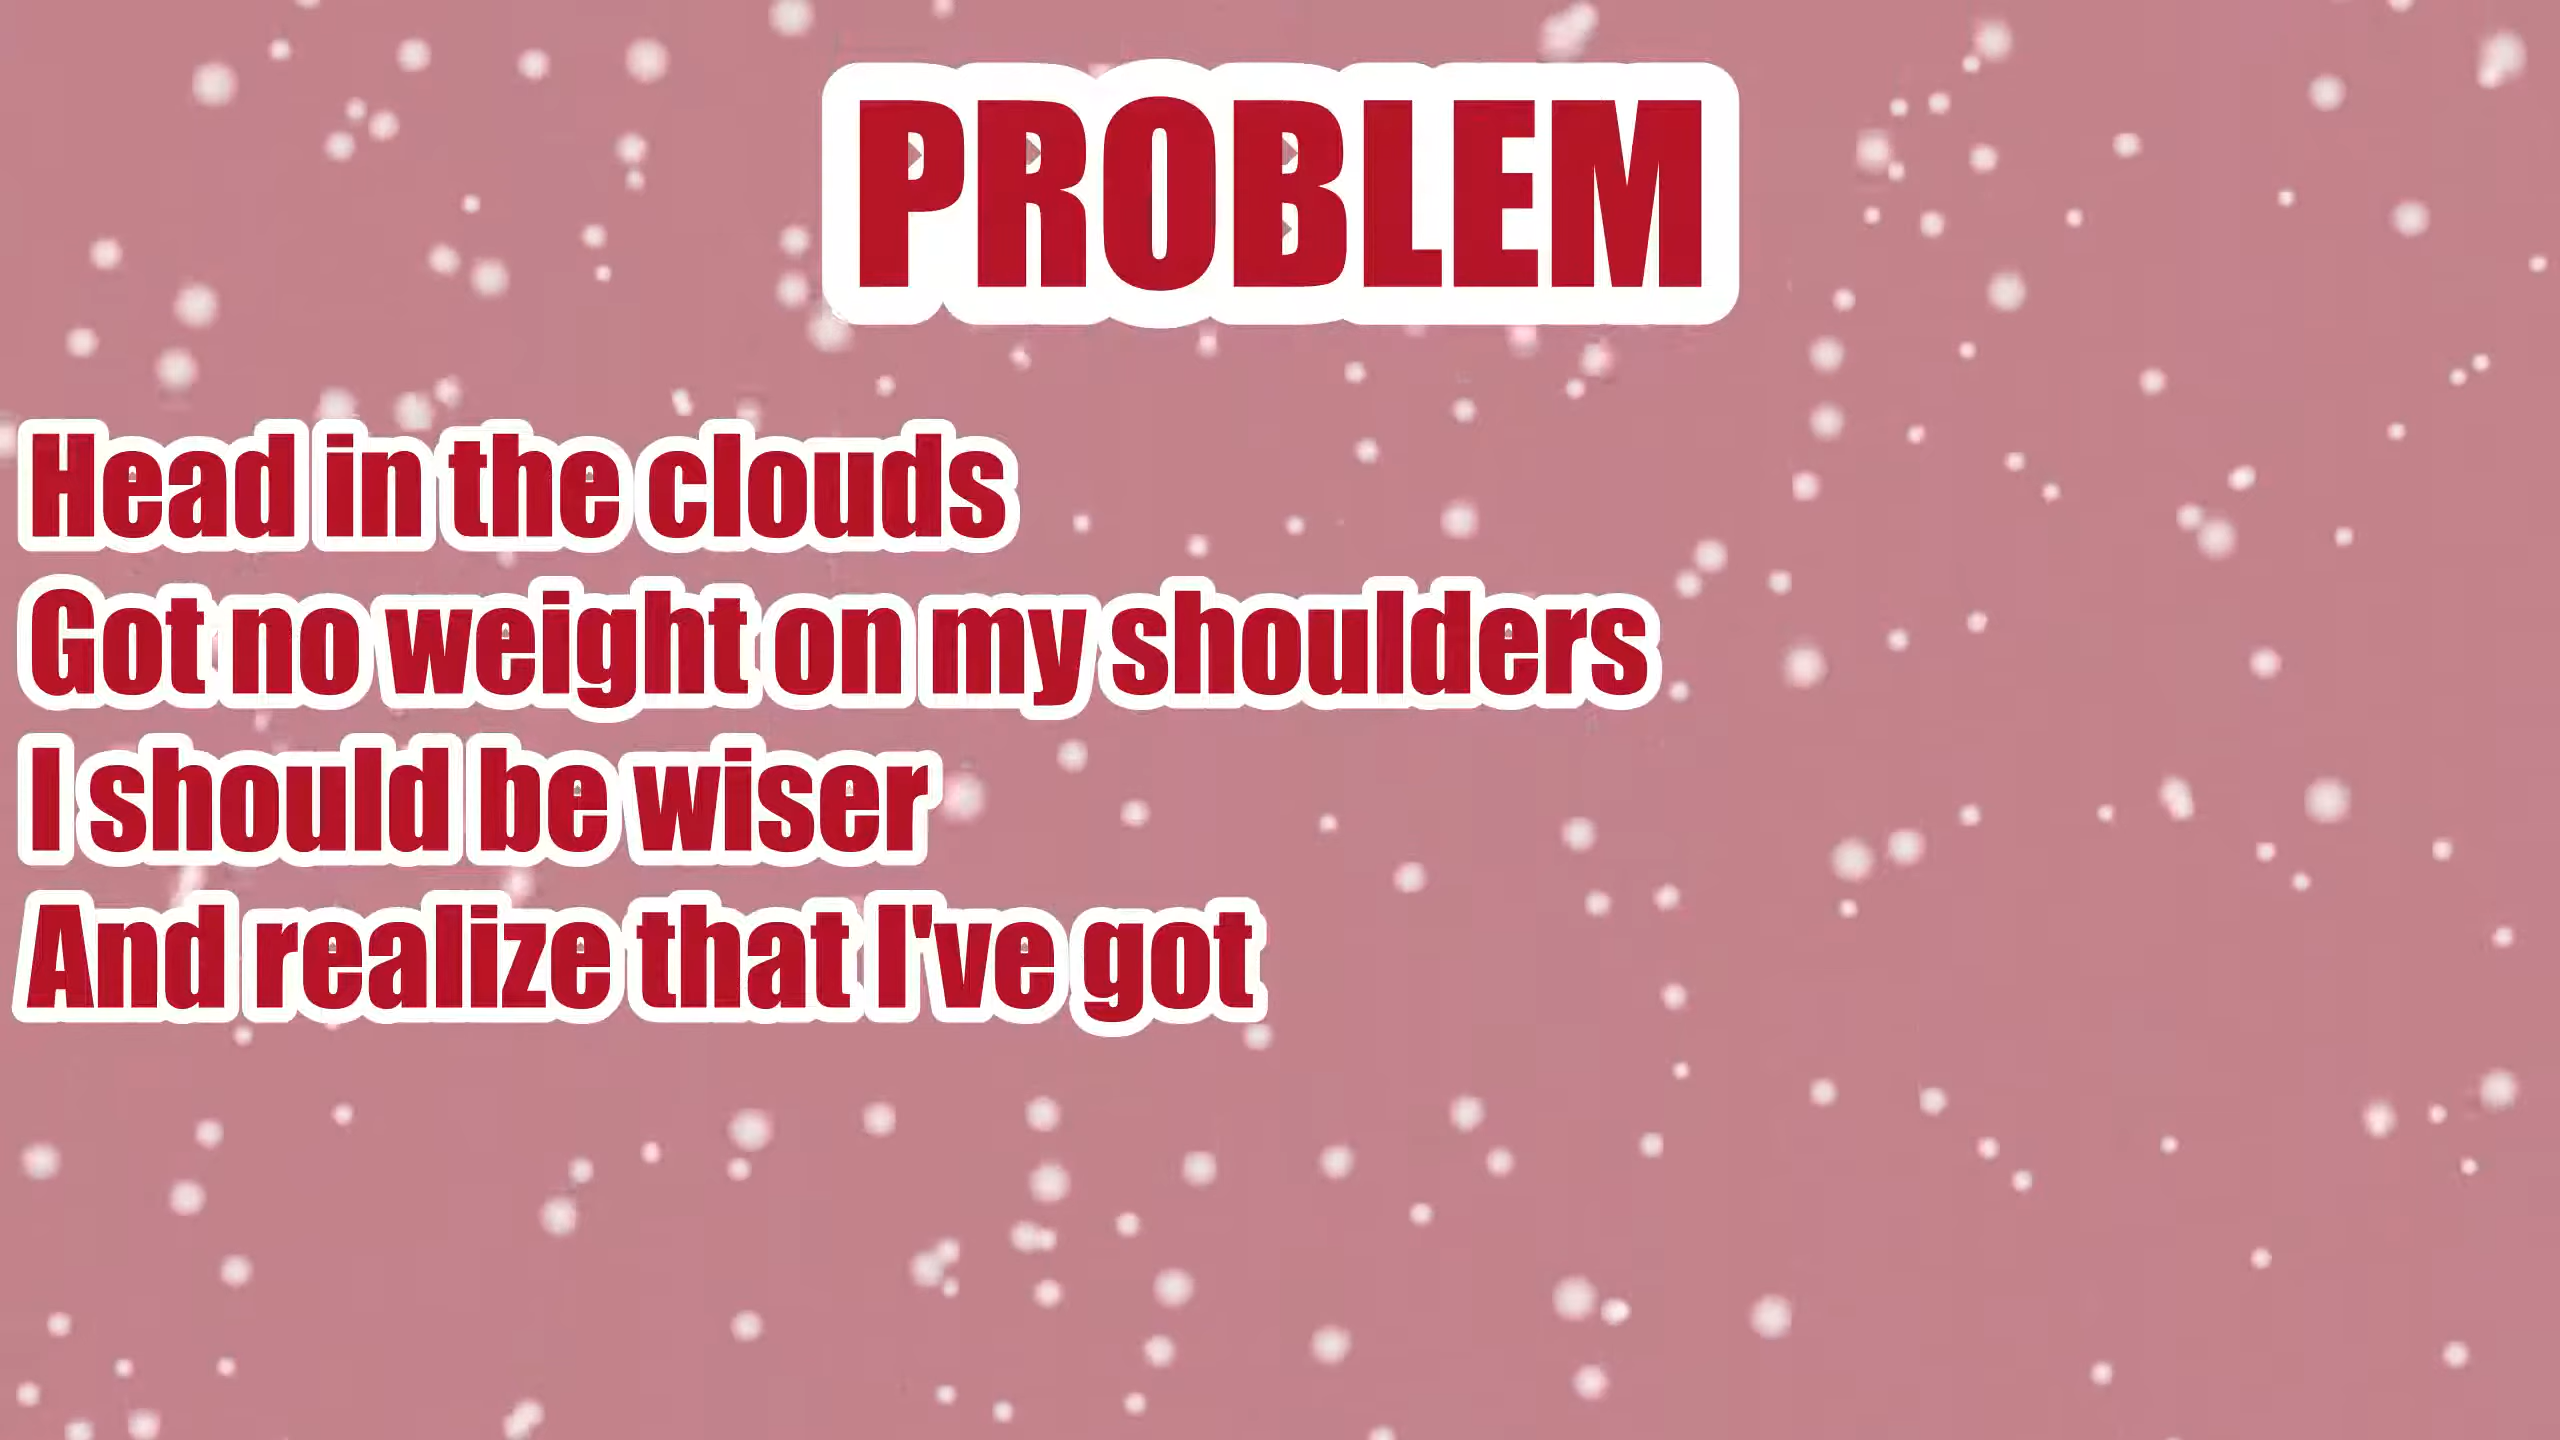 PROBLEM
Head in the clouds
Got no weight on my shoulders
I should be wiser
And realize that I've got